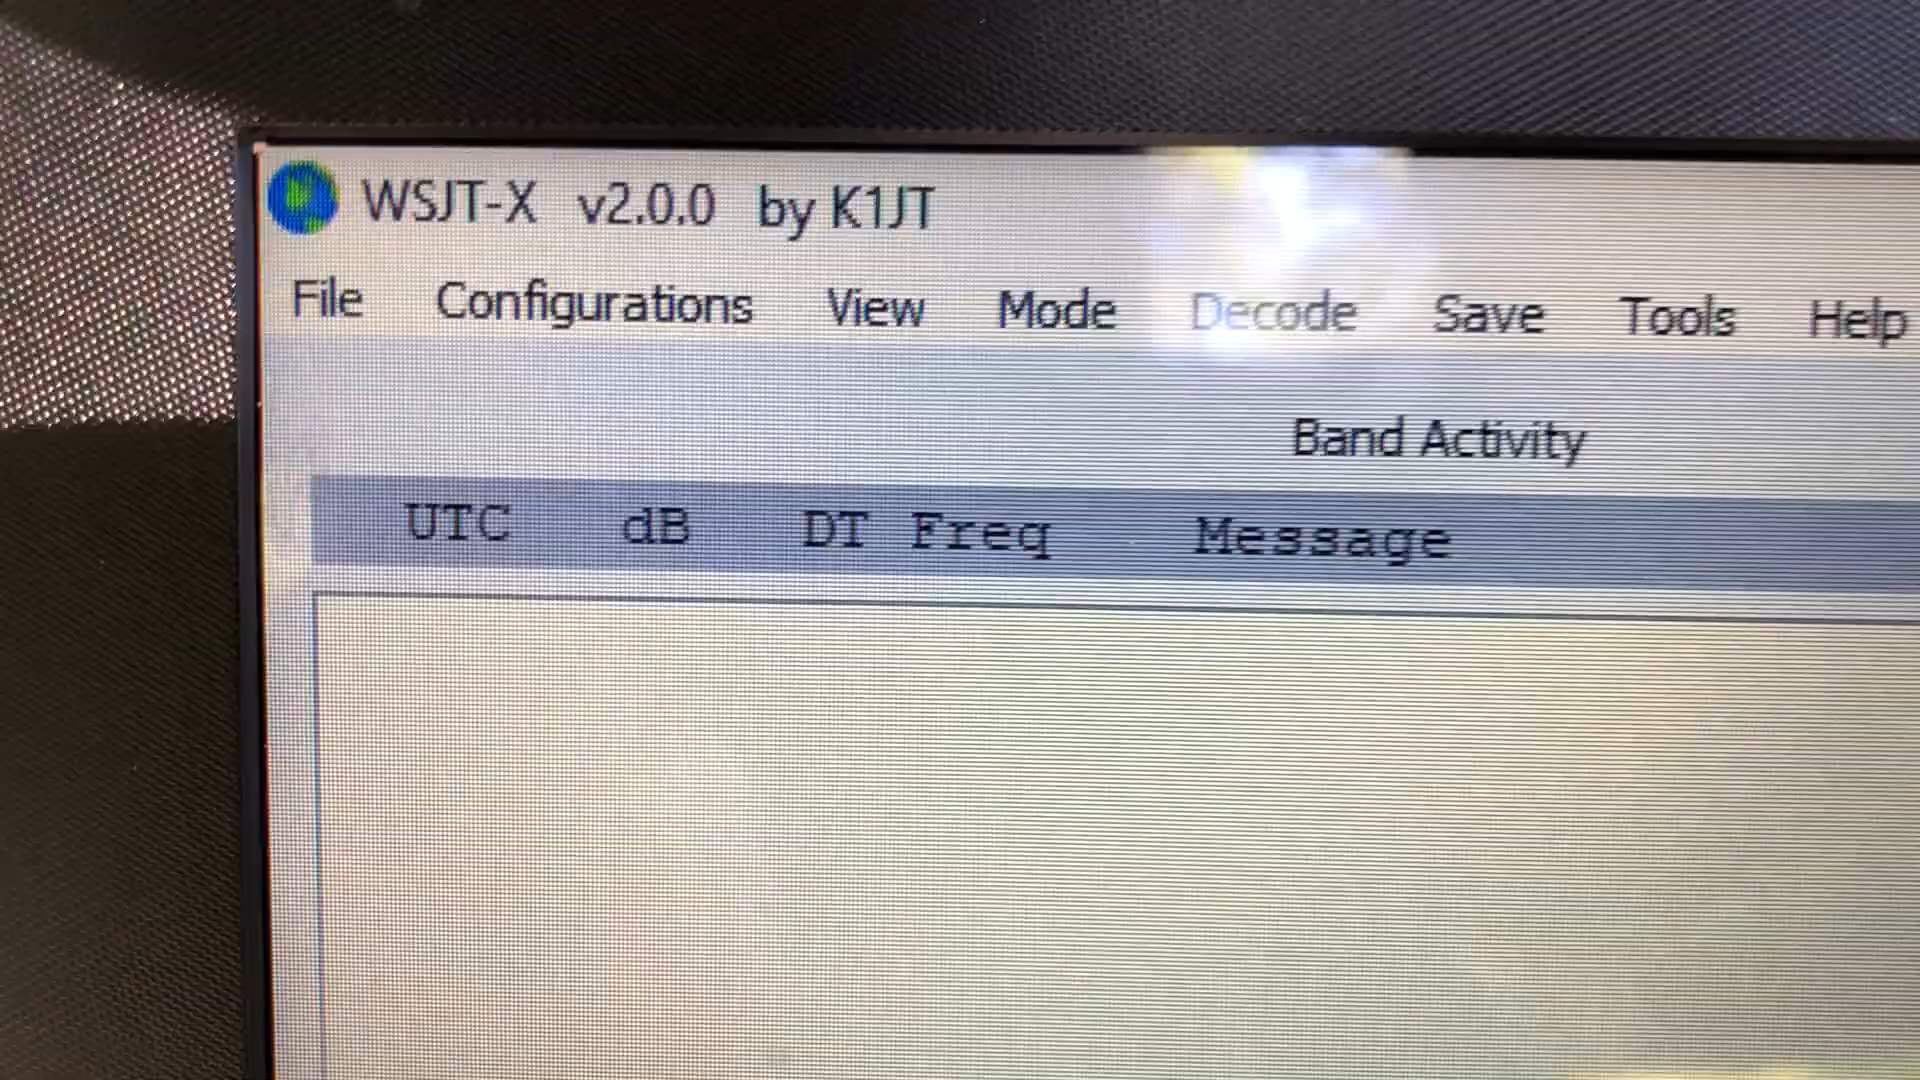 WSJT-X v2.0.0 by K1JT
File Configurations View Mode Decode Save Tools Help
Band Activity
UTC dB DT Freq Message